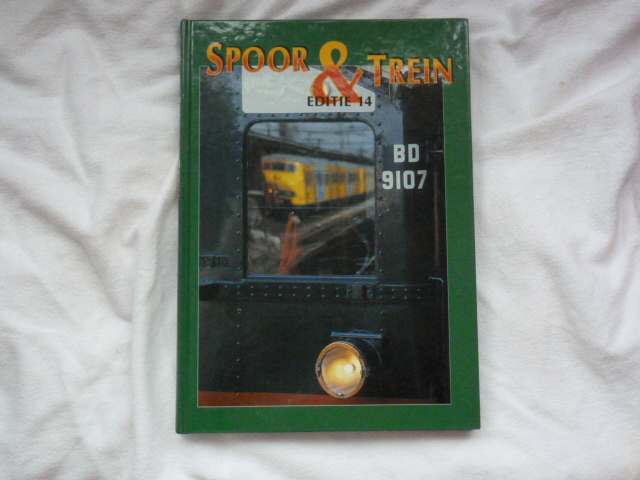 SPOOR & TREIN
EDITIE 14
BD
9107